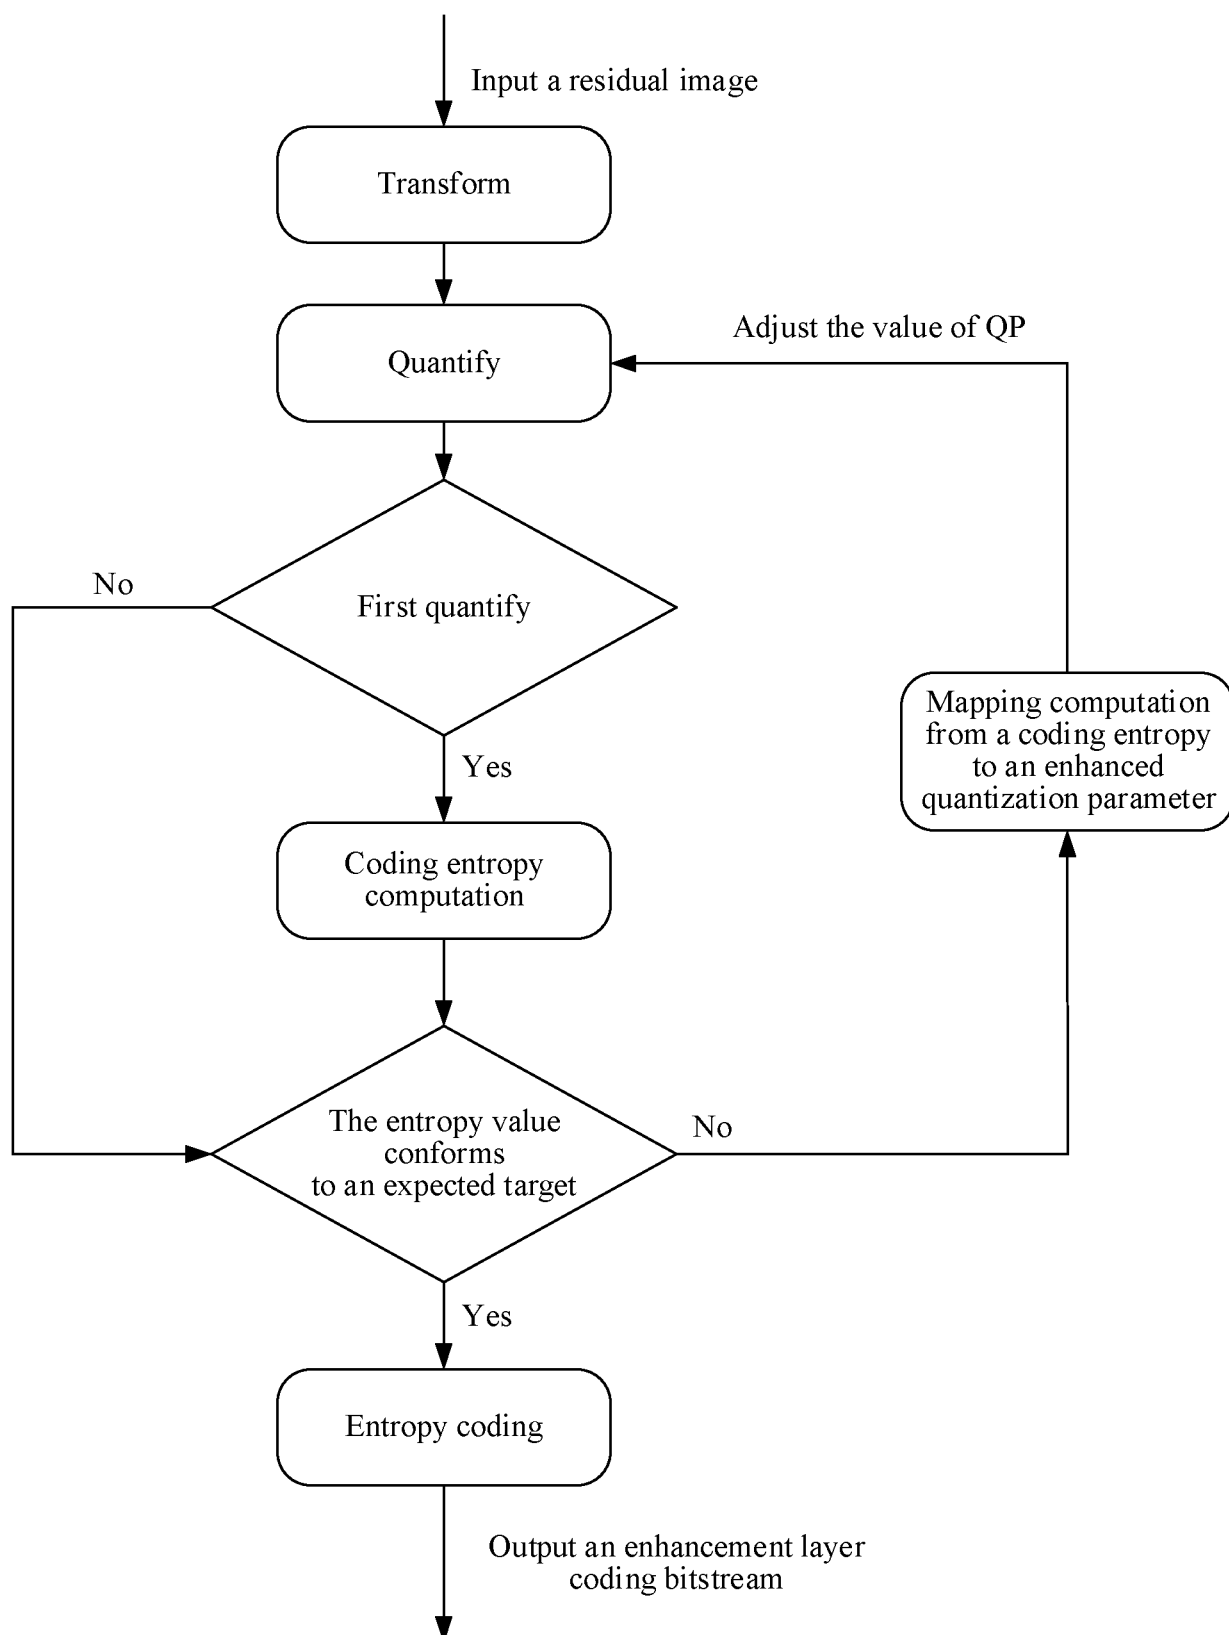 Input a residual image
Transform
Adjust the value of QP
Quantify
No
First quantify
Yes
Mapping computation
from a coding entropy
to an enhanced
quantization parameter
Coding entropy
computation
The entropy value
conforms
to an expected target
No
Yes
Entropy coding
Output an enhancement layer
coding bitstream